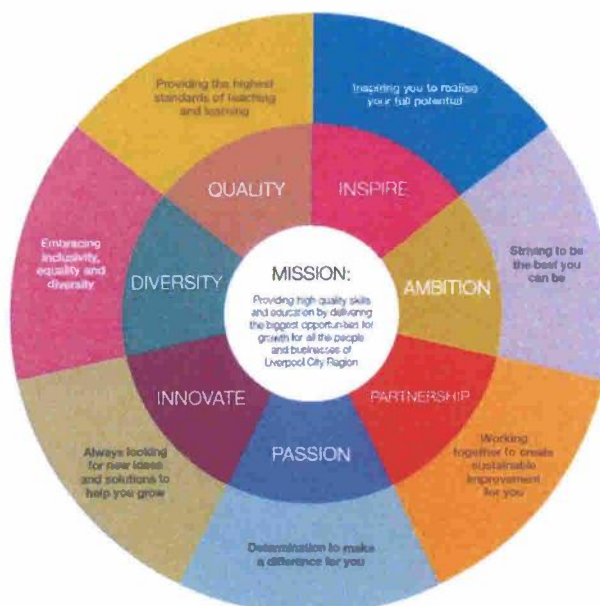 Providing the highest
standards of teaching
and learning
Inspiring you to realise
your full potential
QUALITY
INSPIRE
Embracing
inclusivity,
equality and
diversity
DIVERSITY
MISSION:
Providing high quality skills
and education by delivering
the biggest opportunities for
growth for all the people
and businesses of
Liverpool City Region
AMBITION
Striving to be
the best you
can be
INNOVATE
PARTNERSHIP
Always looking
for new ideas
and solutions to
help you grow
PASSION
Working
together to create
sustainable
improvement
for you
Determination to make
a difference for you